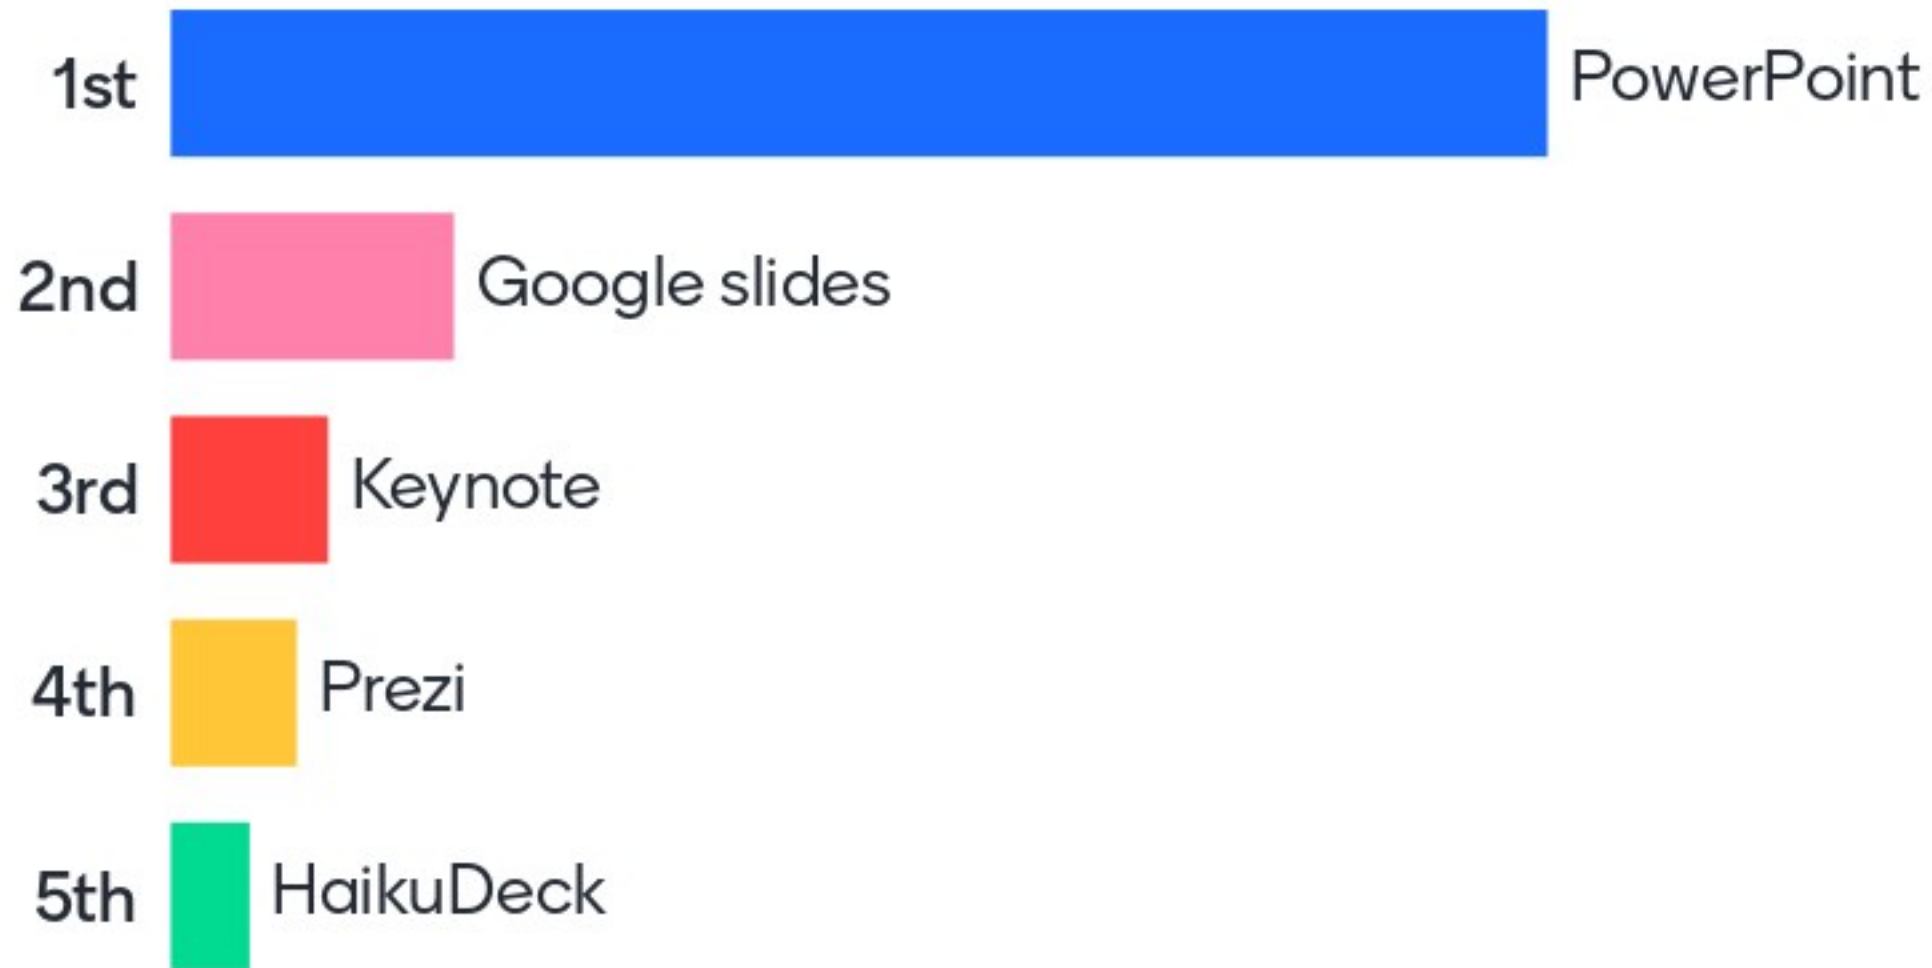 1st PowerPoint
2nd Google slides
3rd Keynote
4th Prezi
5th HaikuDeck